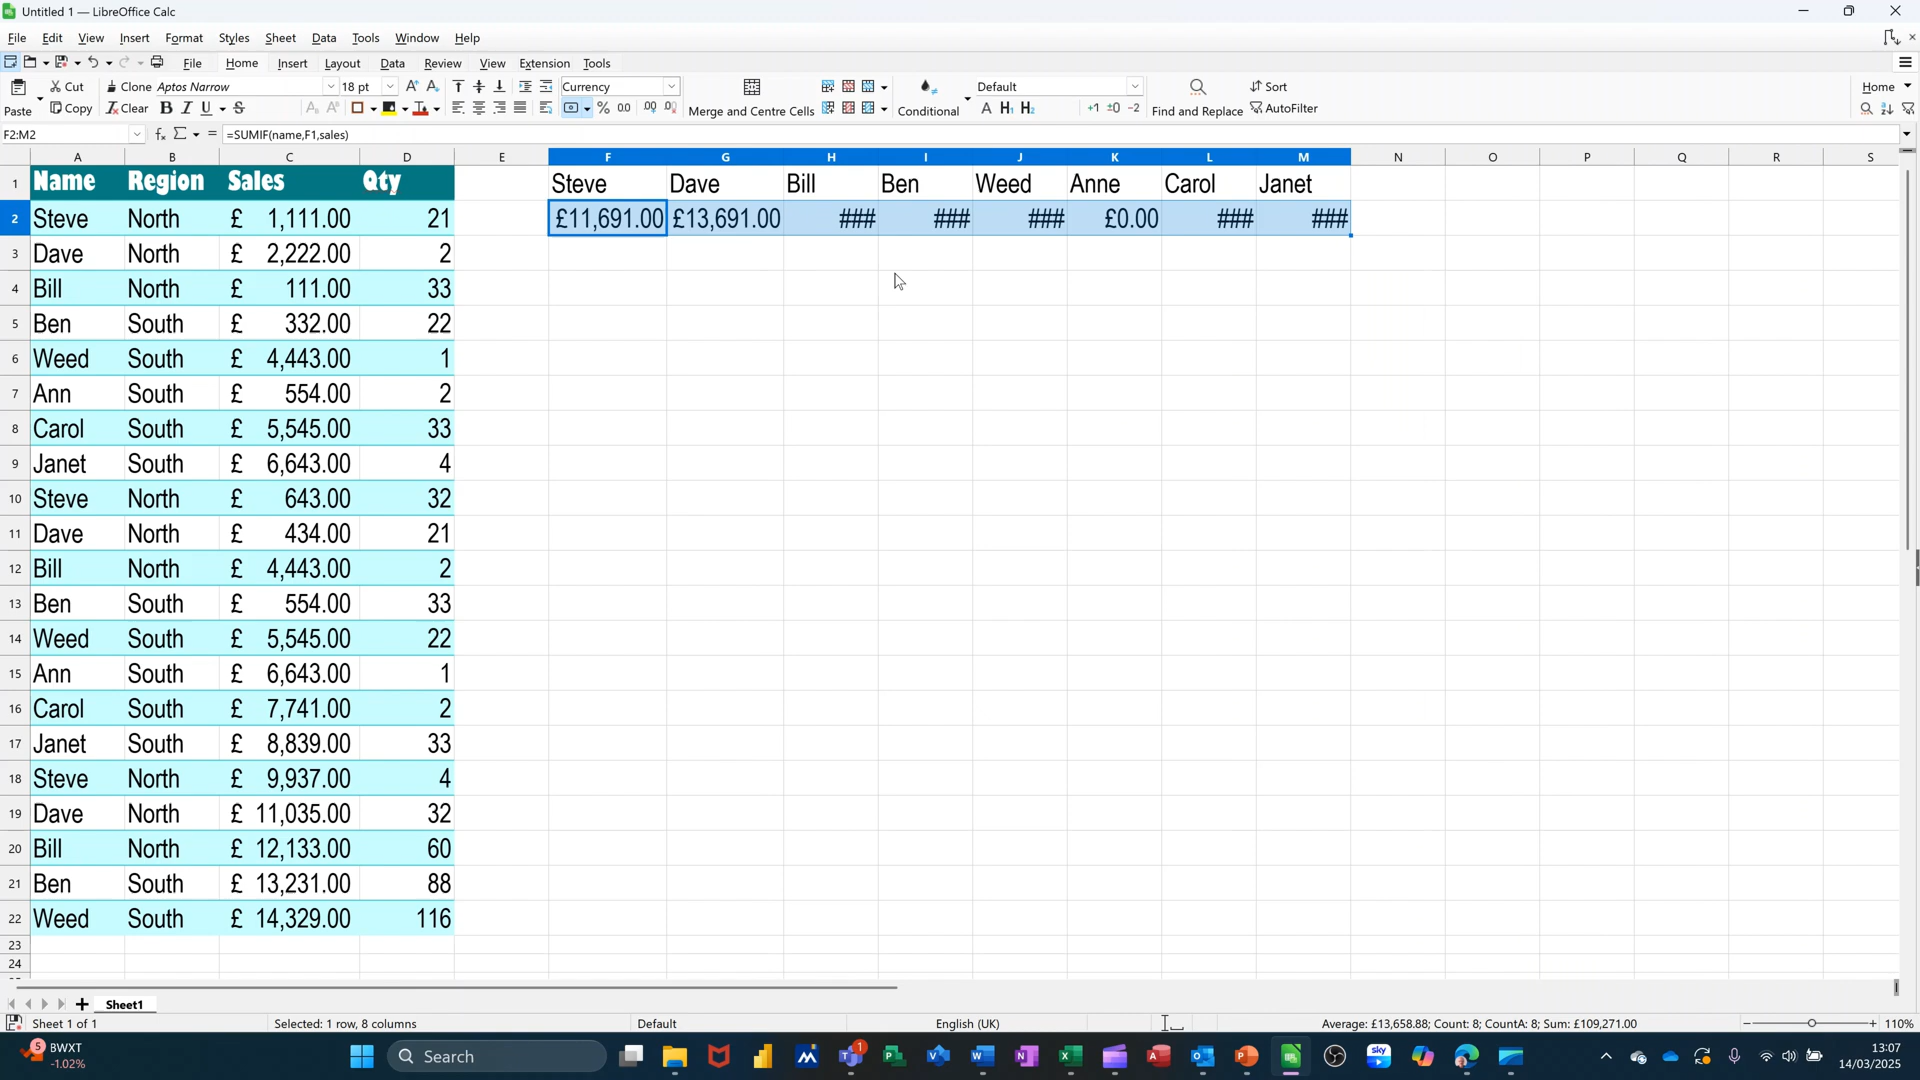 Untitled 1 — LibreOffice Calc
File Edit View Insert Format Styles Sheet Data Tools Window Help
File Home Insert Layout Data Review View Extension Tools
Paste Cut Clone Aptos Narrow 18 pt Currency Merge and Centre Cells Conditional Default Find and Replace Sort Home
Copy Clear AutoFilter
F2:M2 =SUMIF(name,F1,sales)
A B C D E F G H I J K L M N O P Q R S
1 Name Region Sales Qty Steve Dave Bill Ben Weed Anne Carol Janet
2 Steve North £ 1,111.00 21 £11,691.00 £13,691.00 ### ### ### £0.00 ### ###
3 Dave North £ 2,222.00 2
4 Bill North £ 111.00 33
5 Ben South £ 332.00 22
6 Weed South £ 4,443.00 1
7 Ann South £ 554.00 2
8 Carol South £ 5,545.00 33
9 Janet South £ 6,643.00 4
10 Steve North £ 643.00 32
11 Dave North £ 434.00 21
12 Bill North £ 4,443.00 2
13 Ben South £ 554.00 33
14 Weed South £ 5,545.00 22
15 Ann South £ 6,643.00 1
16 Carol South £ 7,741.00 2
17 Janet South £ 8,839.00 33
18 Steve North £ 9,937.00 4
19 Dave North £ 11,035.00 32
20 Bill North £ 12,133.00 60
21 Ben South £ 13,231.00 88
22 Weed South £ 14,329.00 116
23
24
Sheet1
Sheet 1 of 1 Selected: 1 row, 8 columns Default English (UK) Average: £13,658.88; Count: 8; CountA: 8; Sum: £109,271.00 110%
5 BWXT -1.02% Search 1 sky 13:07
14/03/2025